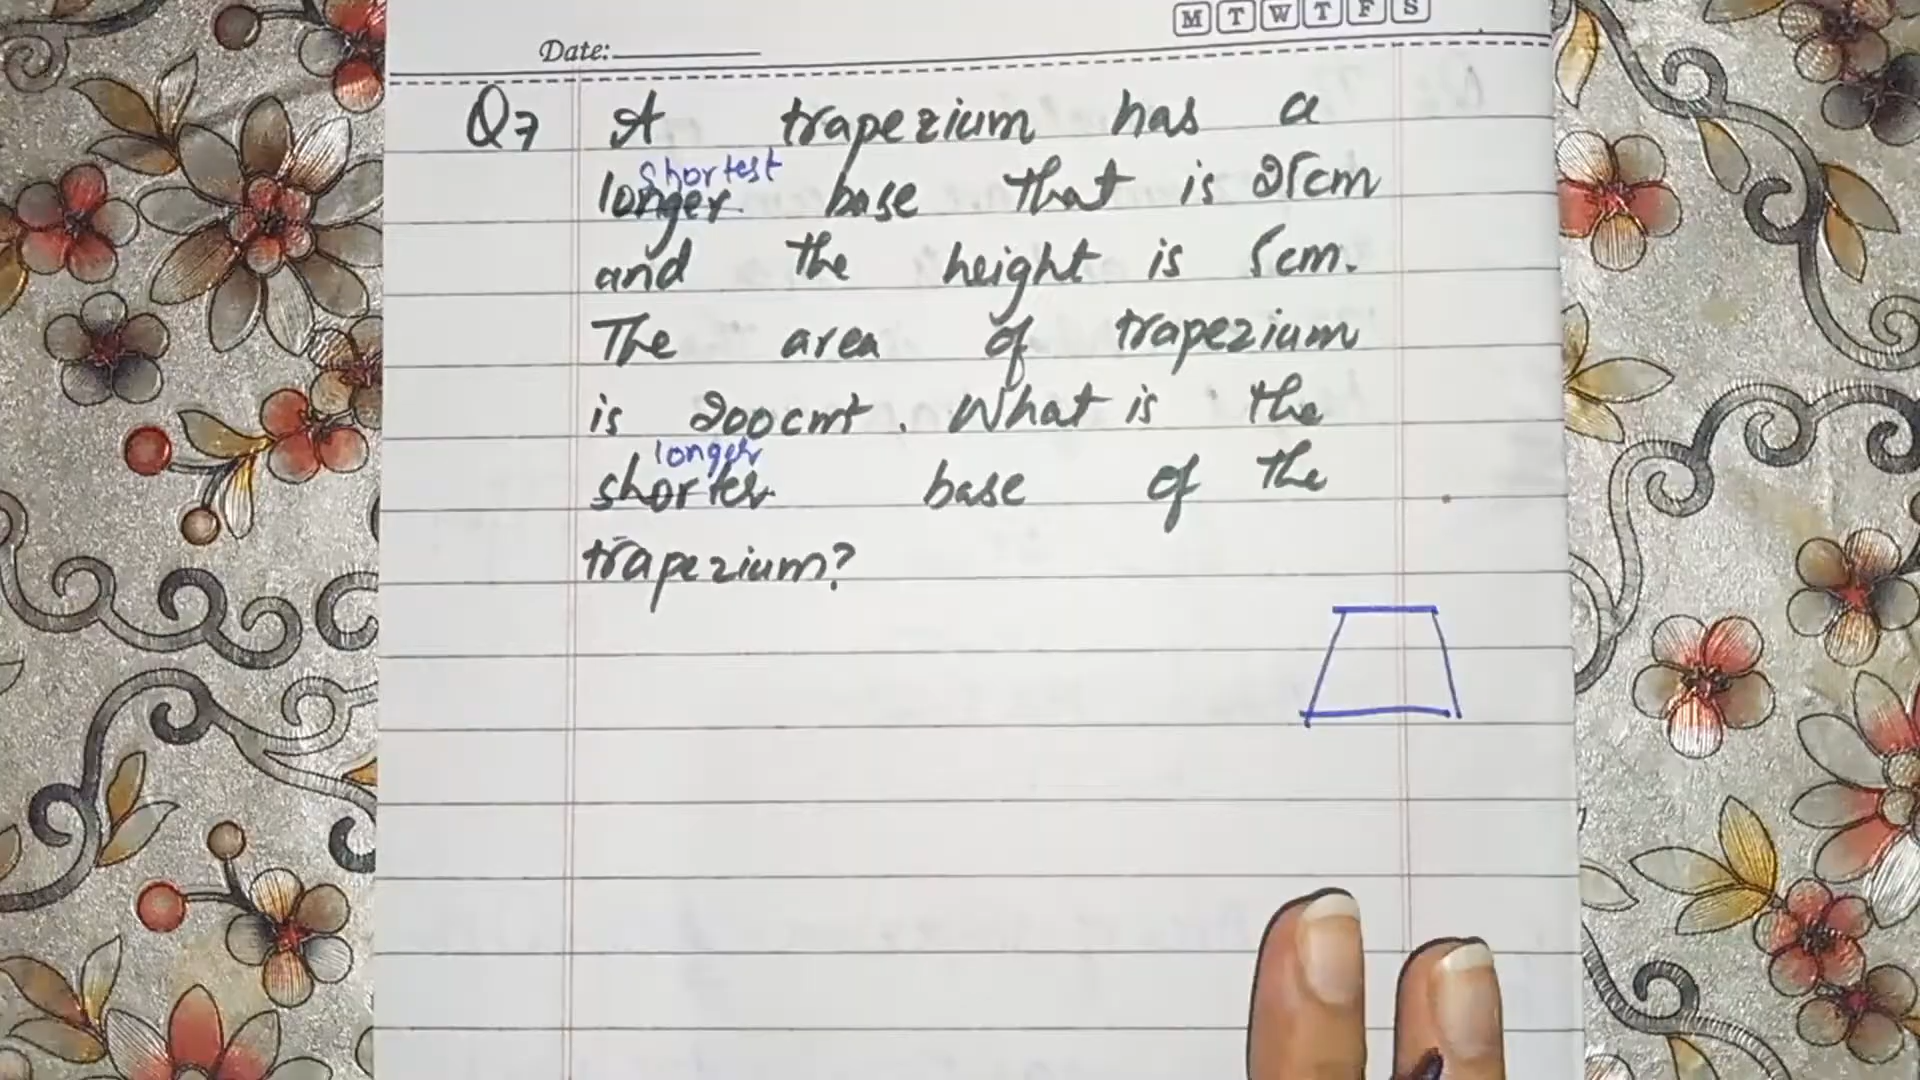 M T W T F S
Date:
Q7 A trapezium has a
shortest
longer base that is 25cm
and the height is 5cm.
The area of trapezium
is 200cm². What is the
longer
shorter base of the
trapezium?